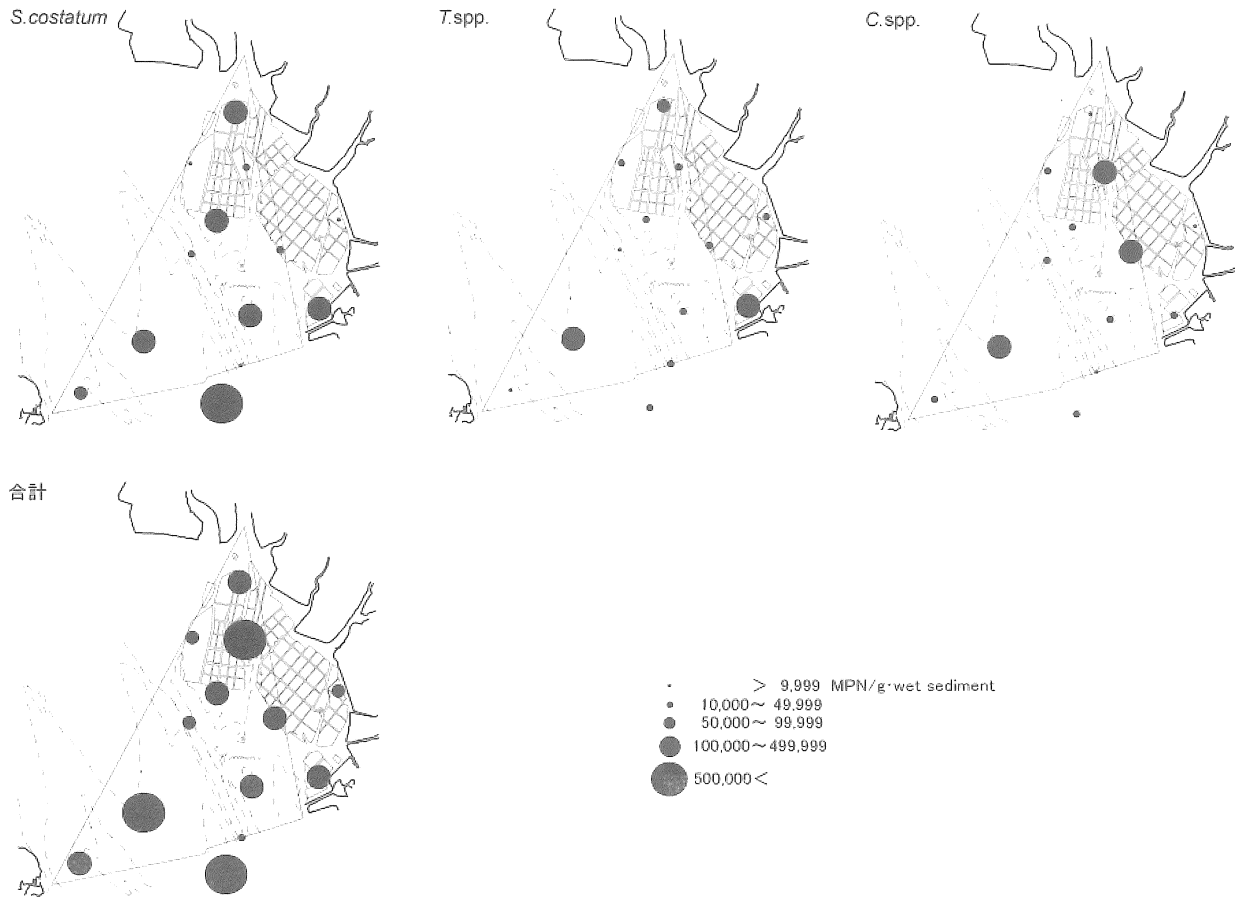 S.costatum
T.spp.
C.spp.
合計
> 9,999 MPN/g·wet sediment
10,000～ 49,999
50,000～ 99,999
100,000～499,999
500,000<